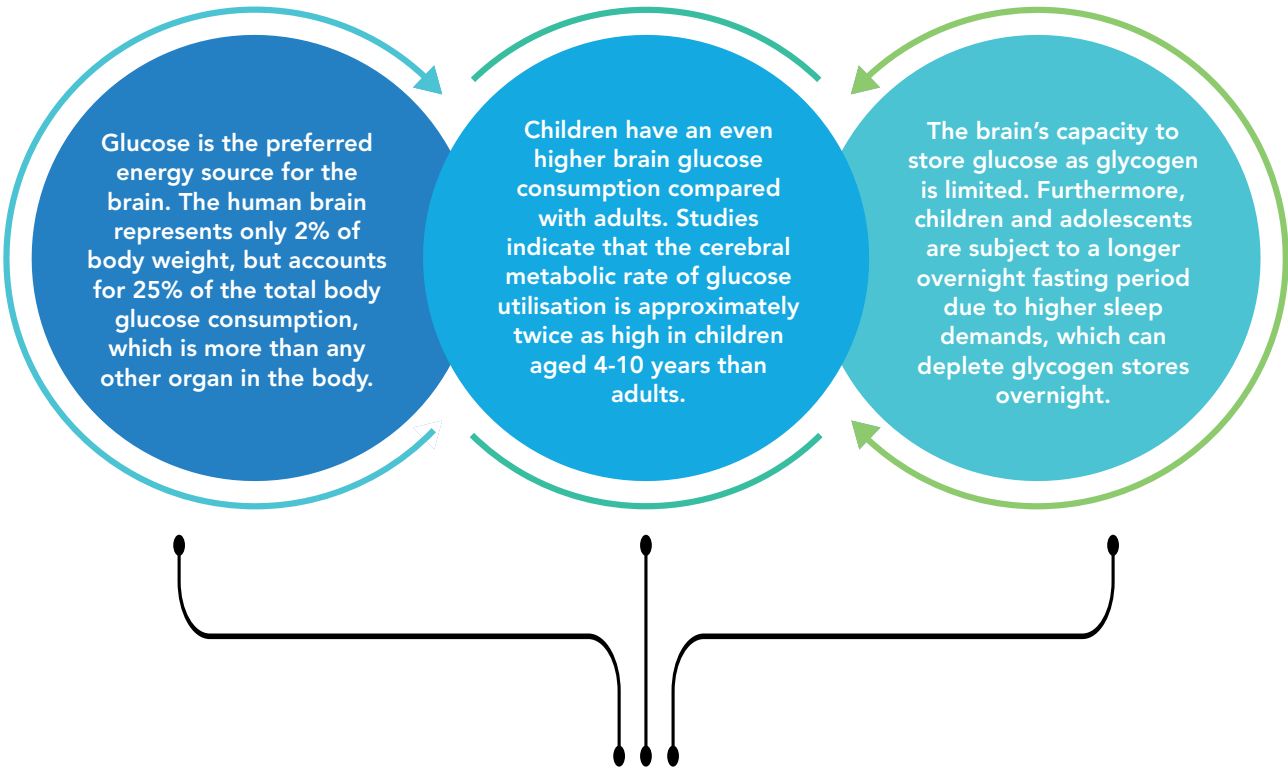 Glucose is the preferred
energy source for the
brain. The human brain
represents only 2% of
body weight, but accounts
for 25% of the total body
glucose consumption,
which is more than any
other organ in the body.
Children have an even
higher brain glucose
consumption compared
with adults. Studies
indicate that the cerebral
metabolic rate of glucose
utilisation is approximately
twice as high in children
aged 4-10 years than
adults.
The brain’s capacity to
store glucose as glycogen
is limited. Furthermore,
children and adolescents
are subject to a longer
overnight fasting period
due to higher sleep
demands, which can
deplete glycogen stores
overnight.